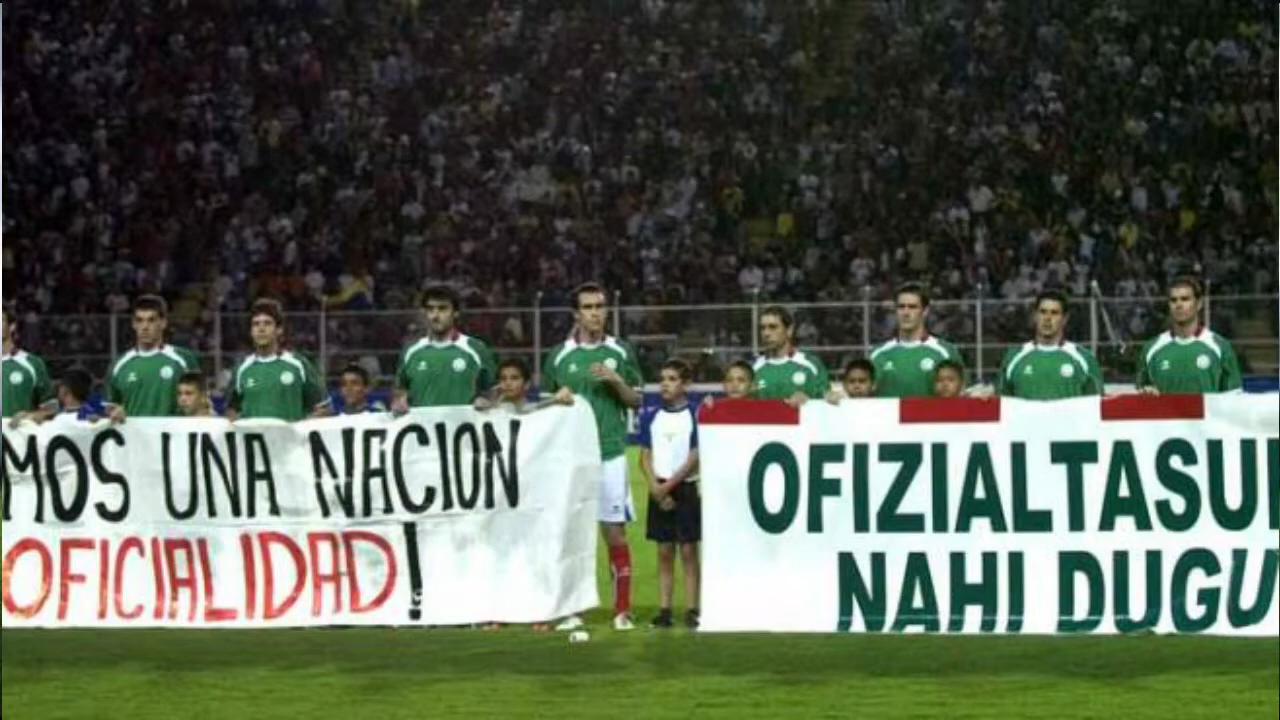 MOS UNA NACION
OFICIALIDAD!
OFIZIALTASU
NAHI DUGU